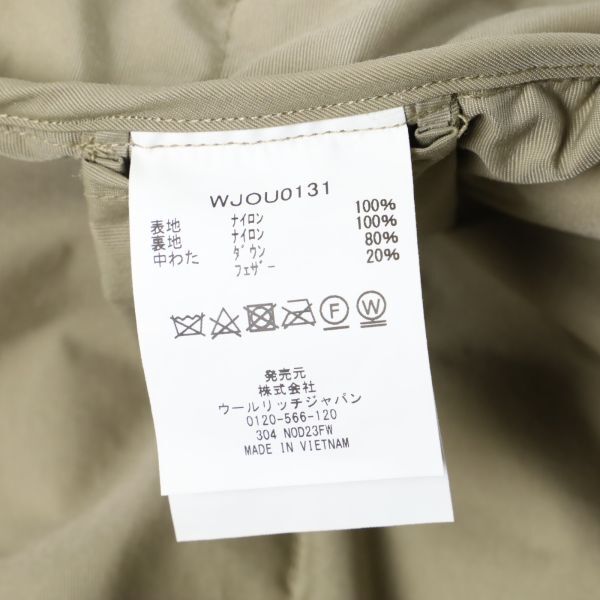 WJOU0131
表地 ナイロン 100%
裏地 ナイロン 100%
中わた ダウン 80%
フェザー 20%
F W
発売元
株式会社
ウールリッチジャパン
0120-566-120
304 NOD23FW
MADE IN VIETNAM